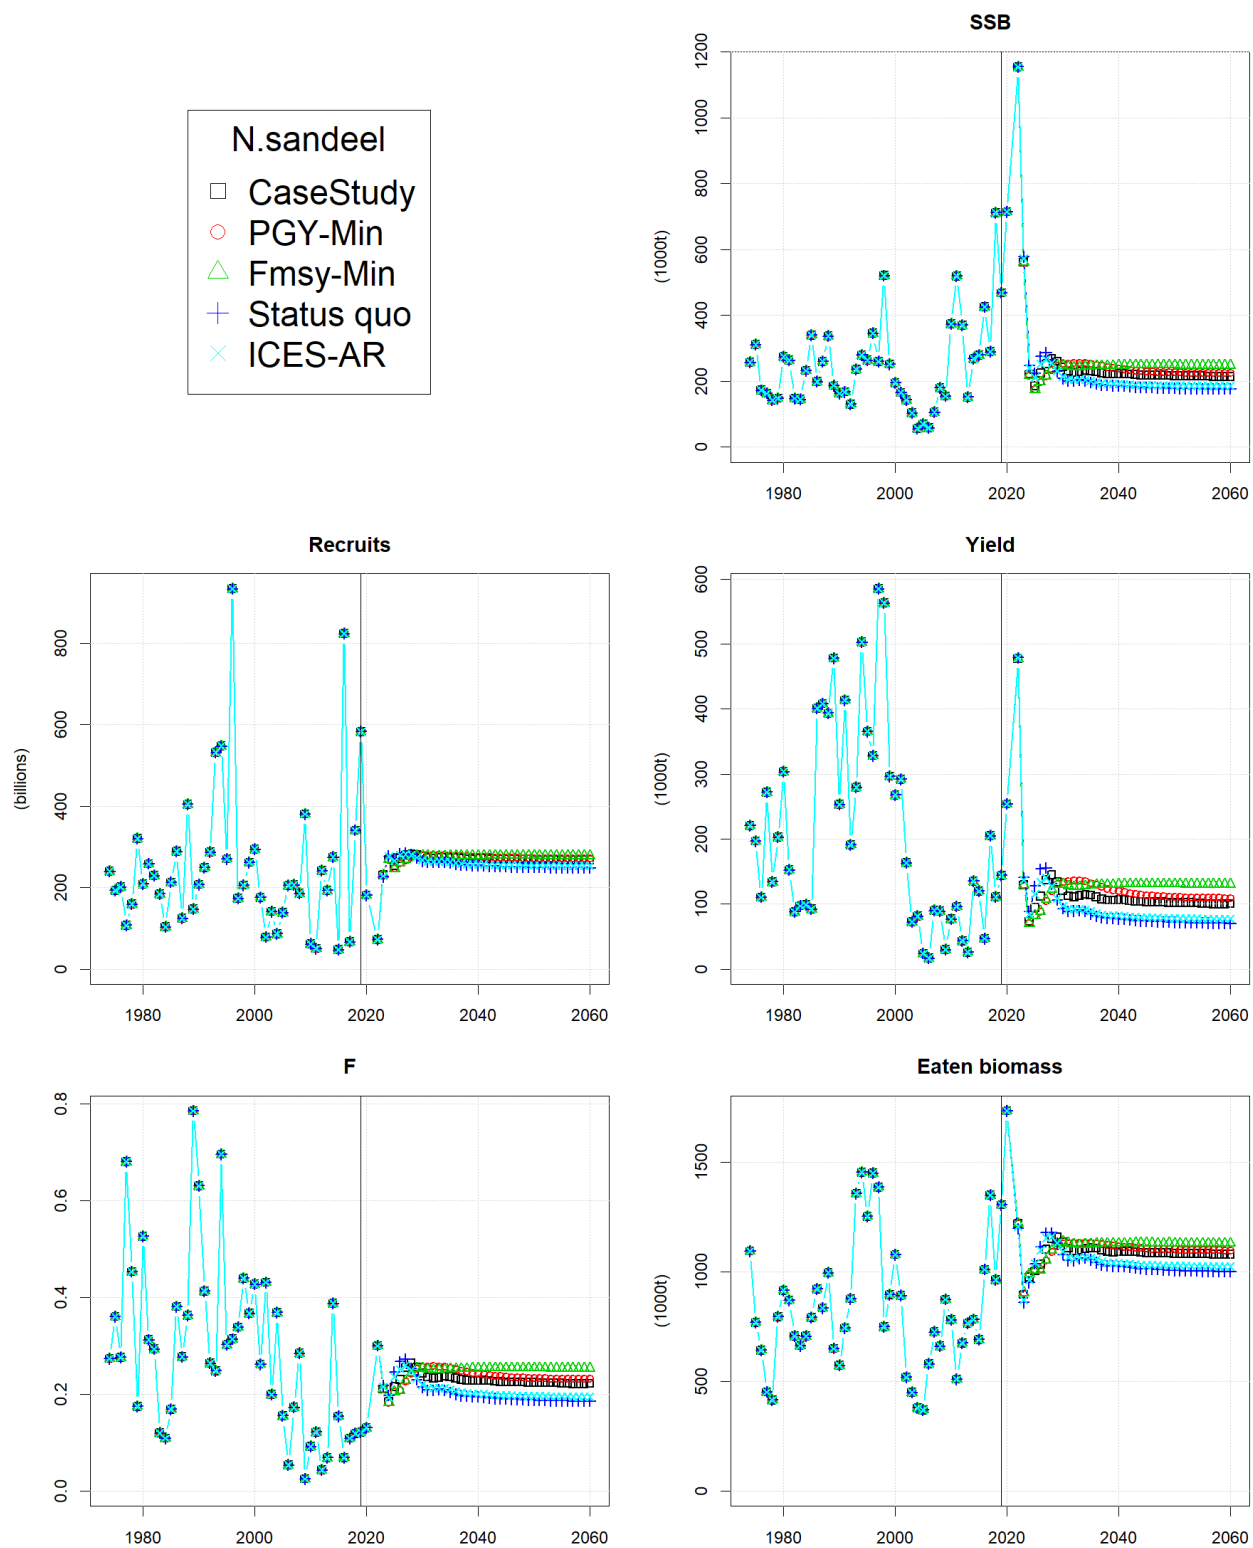 N.sandeel
CaseStudy
PGY-Min
Fmsy-Min
Status quo
ICES-AR
SSB
(1000t)
1200
1000
800
600
400
200
0
1980 2000 2020 2040 2060
Recruits
(billions)
800
600
400
200
0
1980 2000 2020 2040 2060
Yield
(1000t)
600
500
400
300
200
100
0
1980 2000 2020 2040 2060
F
0.8
0.6
0.4
0.2
0.0
1980 2000 2020 2040 2060
Eaten biomass
(1000t)
1500
1000
500
0
1980 2000 2020 2040 2060